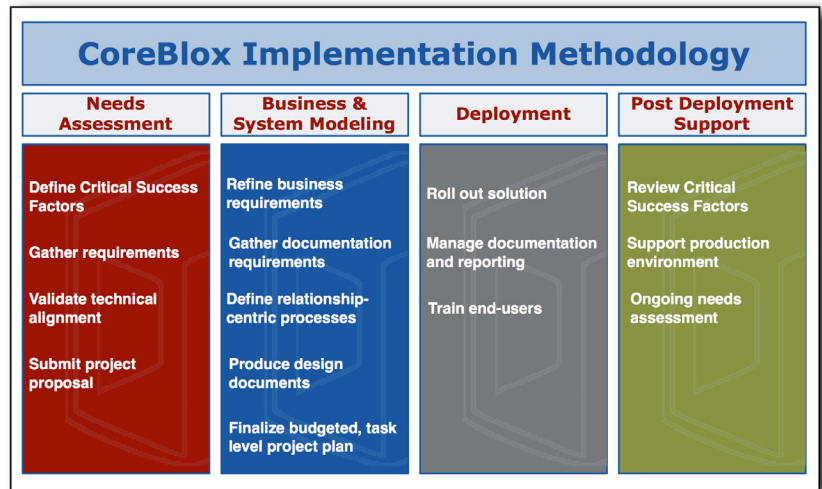 CoreBlox Implementation Methodology
Needs
Assessment
Business &
System Modeling
Deployment
Post Deployment
Support
Define Critical Success
Factors
Gather requirements
Validate technical
alignment
Submit project
proposal
Refine business
requirements
Gather documentation
requirements
Define relationship-
centric processes
Produce design
documents
Finalize budgeted, task
level project plan
Roll out solution
Manage documentation
and reporting
Train end-users
Review Critical
Success Factors
Support production
environment
Ongoing needs
assessment